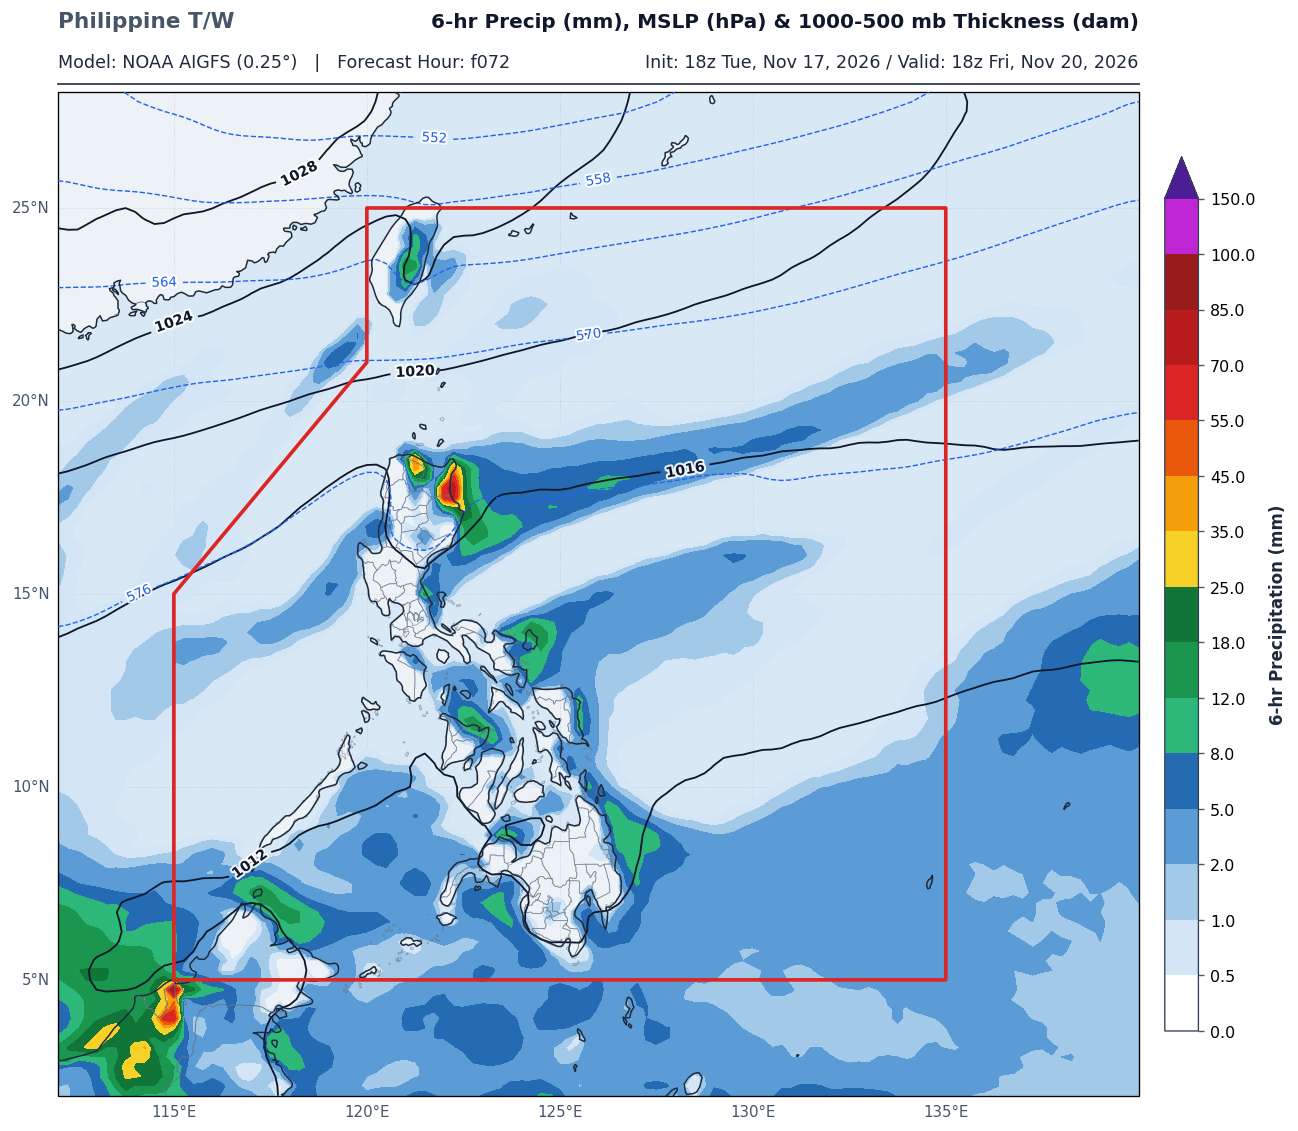 Philippine T/W
6-hr Precip (mm), MSLP (hPa) & 1000-500 mb Thickness (dam)
Model: NOAA AIGFS (0.25°) | Forecast Hour: f072
Init: 18z Tue, Nov 17, 2026 / Valid: 18z Fri, Nov 20, 2026
552
1028
558
25°N
564
1024
570
1020
20°N
1016
576
15°N
10°N
1012
5°N
115°E
120°E
125°E
130°E
135°E
150.0
100.0
85.0
70.0
55.0
45.0
35.0
25.0
18.0
12.0
8.0
5.0
2.0
1.0
0.5
0.0
6-hr Precipitation (mm)